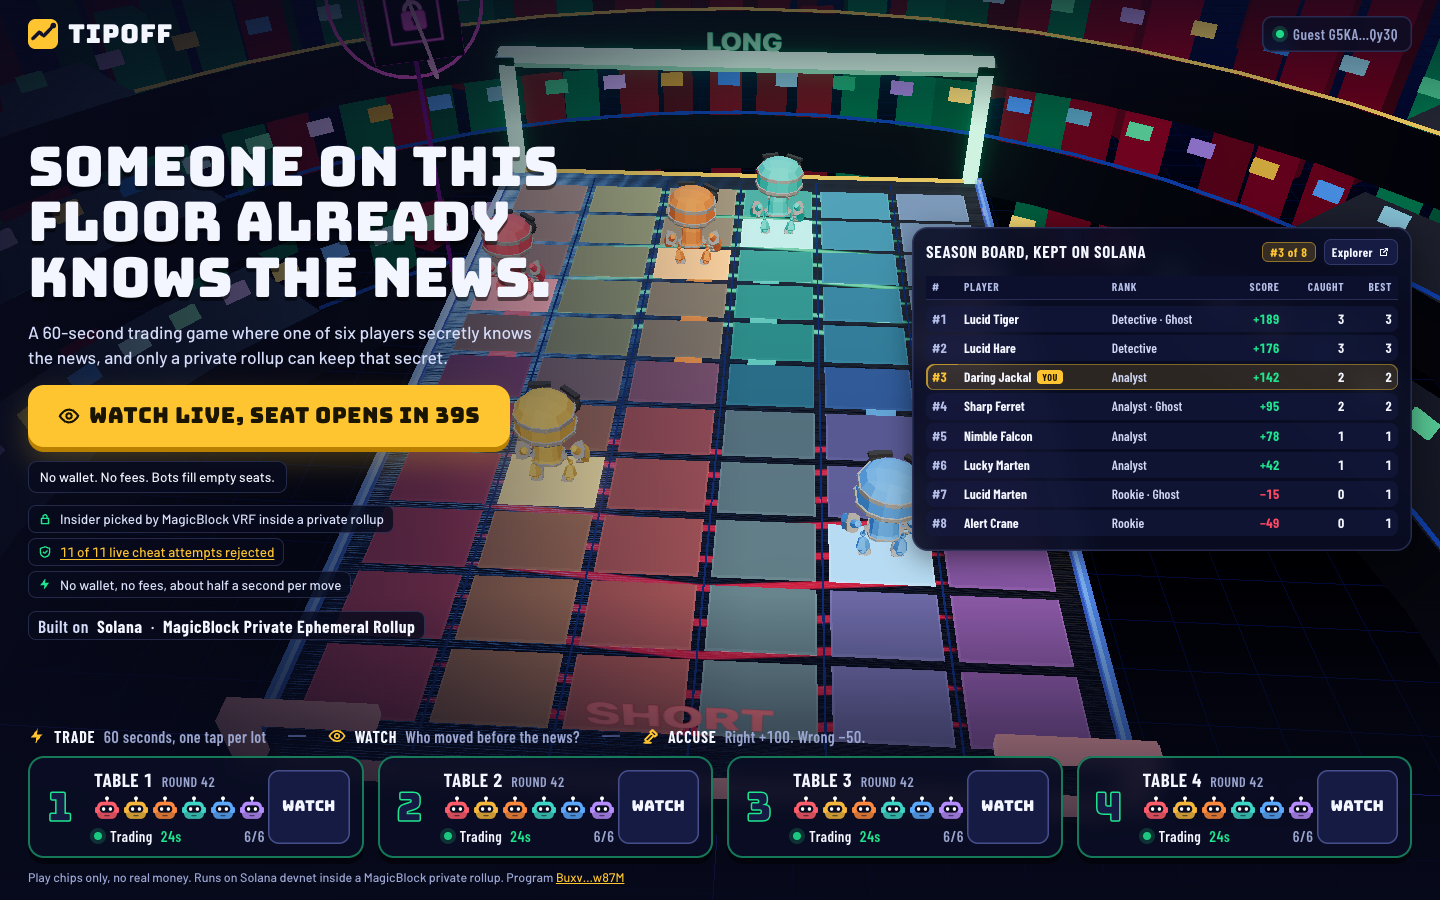 TIPOFF
Guest G5KA...Qy3Q
LONG
SOMEONE ON THIS
FLOOR ALREADY
KNOWS THE NEWS.
A 60-second trading game where one of six players secretly knows
the news, and only a private rollup can keep that secret.
WATCH LIVE, SEAT OPENS IN 39S
No wallet. No fees. Bots fill empty seats.
Insider picked by MagicBlock VRF inside a private rollup
11 of 11 live cheat attempts rejected
No wallet, no fees, about half a second per move
Built on Solana · MagicBlock Private Ephemeral Rollup
SEASON BOARD, KEPT ON SOLANA #3 of 8 Explorer
# PLAYER RANK SCORE CAUGHT BEST
#1 Lucid Tiger Detective · Ghost +189 3 3
#2 Lucid Hare Detective +176 3 3
#3 Daring Jackal YOU Analyst +142 2 2
#4 Sharp Ferret Analyst · Ghost +95 2 2
#5 Nimble Falcon Analyst +78 1 1
#6 Lucky Marten Analyst +42 1 1
#7 Lucid Marten Rookie · Ghost −15 0 1
#8 Alert Crane Rookie −49 0 1
SHORT
TRADE 60 seconds, one tap per lot — WATCH Who moved before the news? — ACCUSE Right +100. Wrong −50.
1 TABLE 1 ROUND 42 WATCH
Trading 24s 6/6
2 TABLE 2 ROUND 42 WATCH
Trading 24s 6/6
3 TABLE 3 ROUND 42 WATCH
Trading 24s 6/6
4 TABLE 4 ROUND 42 WATCH
Trading 24s 6/6
Play chips only, no real money. Runs on Solana devnet inside a MagicBlock private rollup. Program Buxv...w87M